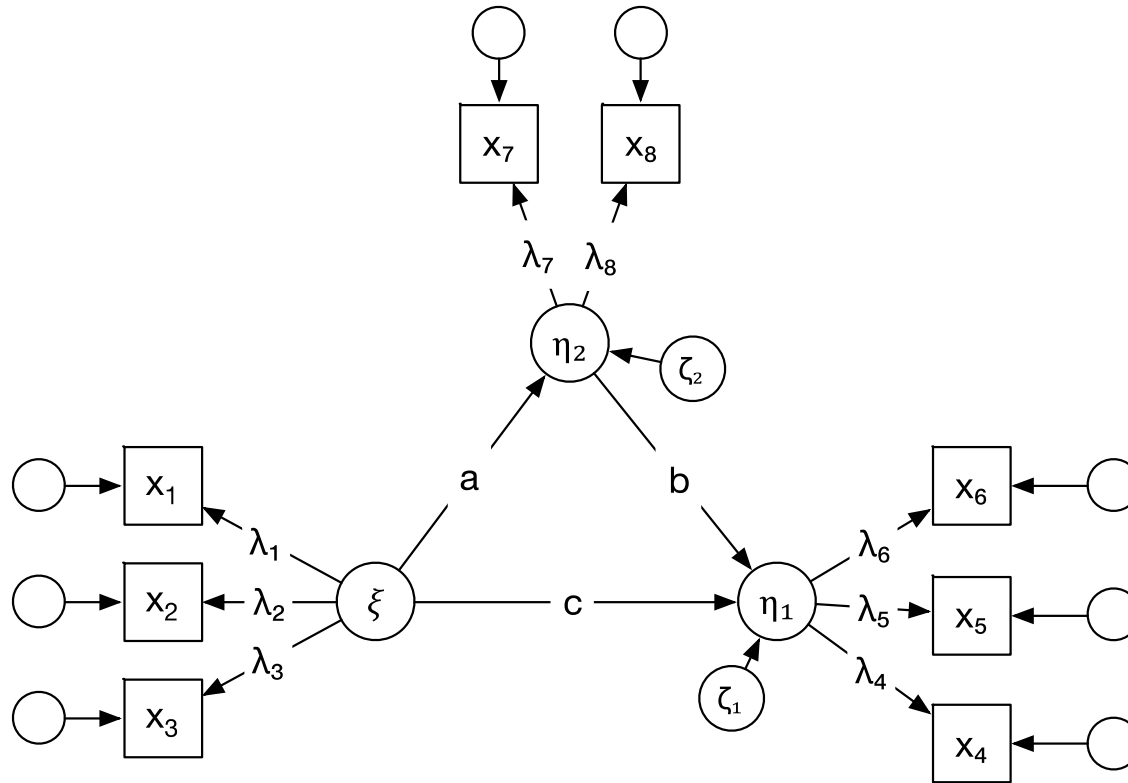 x₇ x₈
λ₇ λ₈
η₂
ζ₂
a b
x₁ x₆
λ₁ λ₆
x₂ λ₂ ξ c η₁ λ₅ x₅
λ₃ λ₄
ζ₁
x₃ x₄